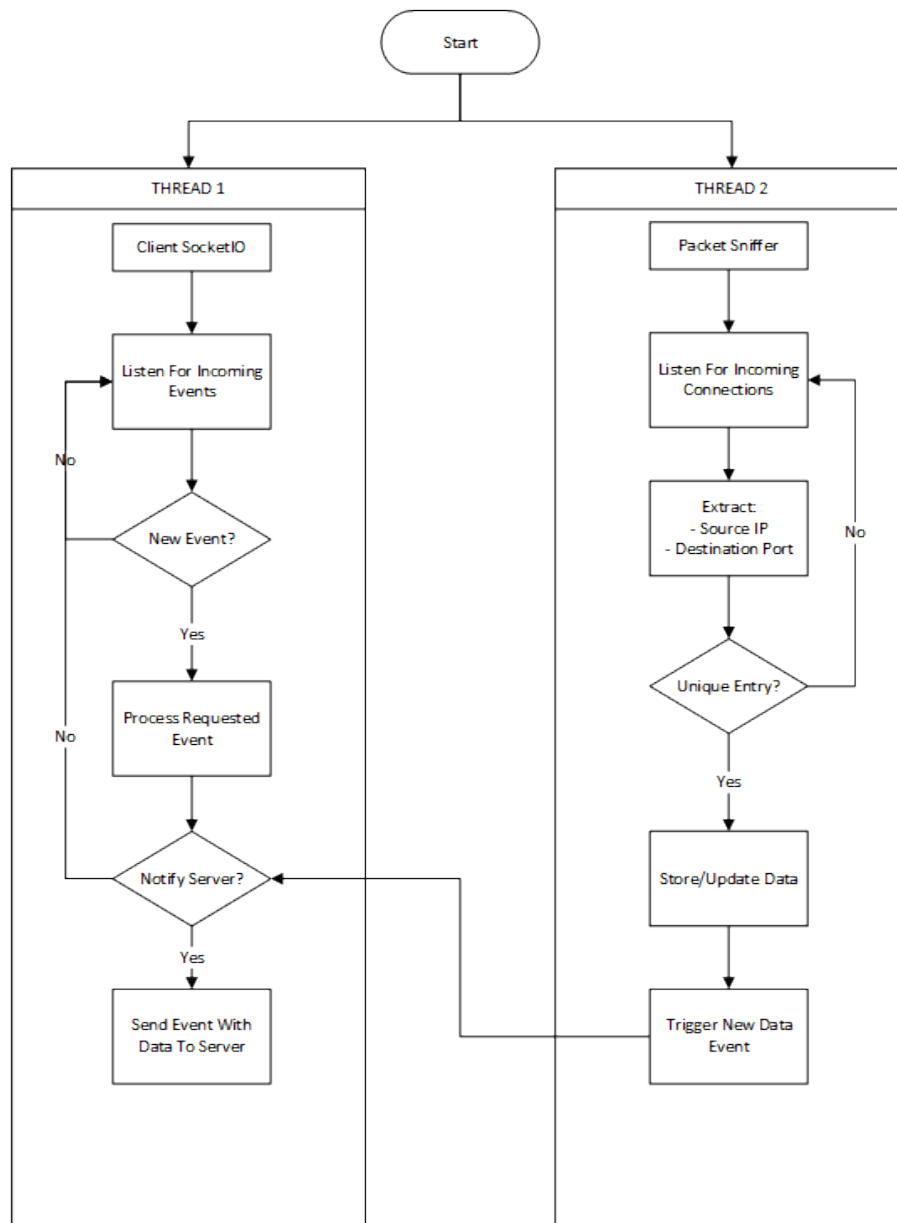 Start
THREAD 1
Client SocketIO
Listen For Incoming
Events
No
New Event?
Yes
Process Requested
Event
No
Notify Server?
Yes
Send Event With
Data To Server
THREAD 2
Packet Sniffer
Listen For Incoming
Connections
Extract:
- Source IP
- Destination Port
No
Unique Entry?
Yes
Store/Update Data
Trigger New Data
Event